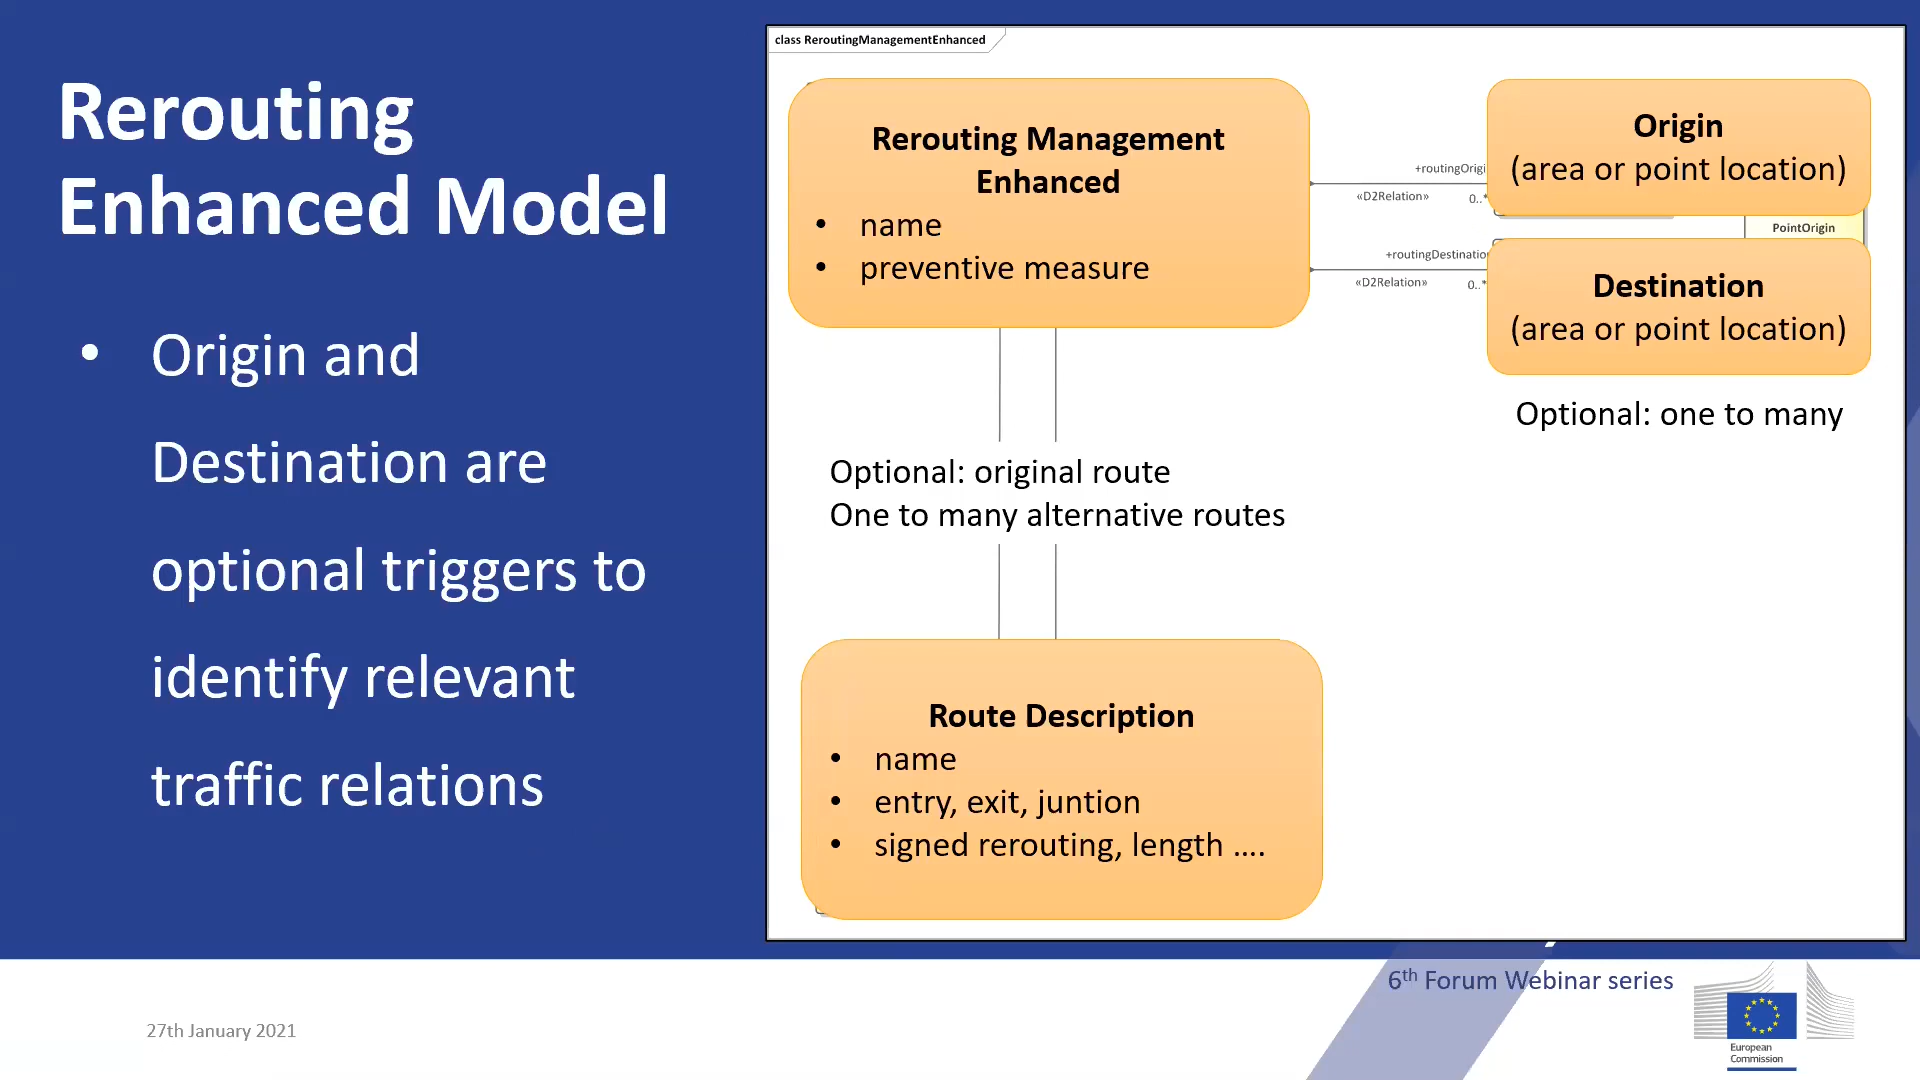 Rerouting
Enhanced Model
• Origin and
Destination are
optional triggers to
identify relevant
traffic relations
class ReroutingManagementEnhanced
Rerouting Management
Enhanced
• name
• preventive measure
+routingOrigi
«D2Relation»
0..*
+routingDestinatio
«D2Relation»
0..*
Origin
(area or point location)
PointOrigin
Destination
(area or point location)
Optional: one to many
Optional: original route
One to many alternative routes
Route Description
• name
• entry, exit, juntion
• signed rerouting, length ....
6th Forum Webinar series
27th January 2021
European
Commission